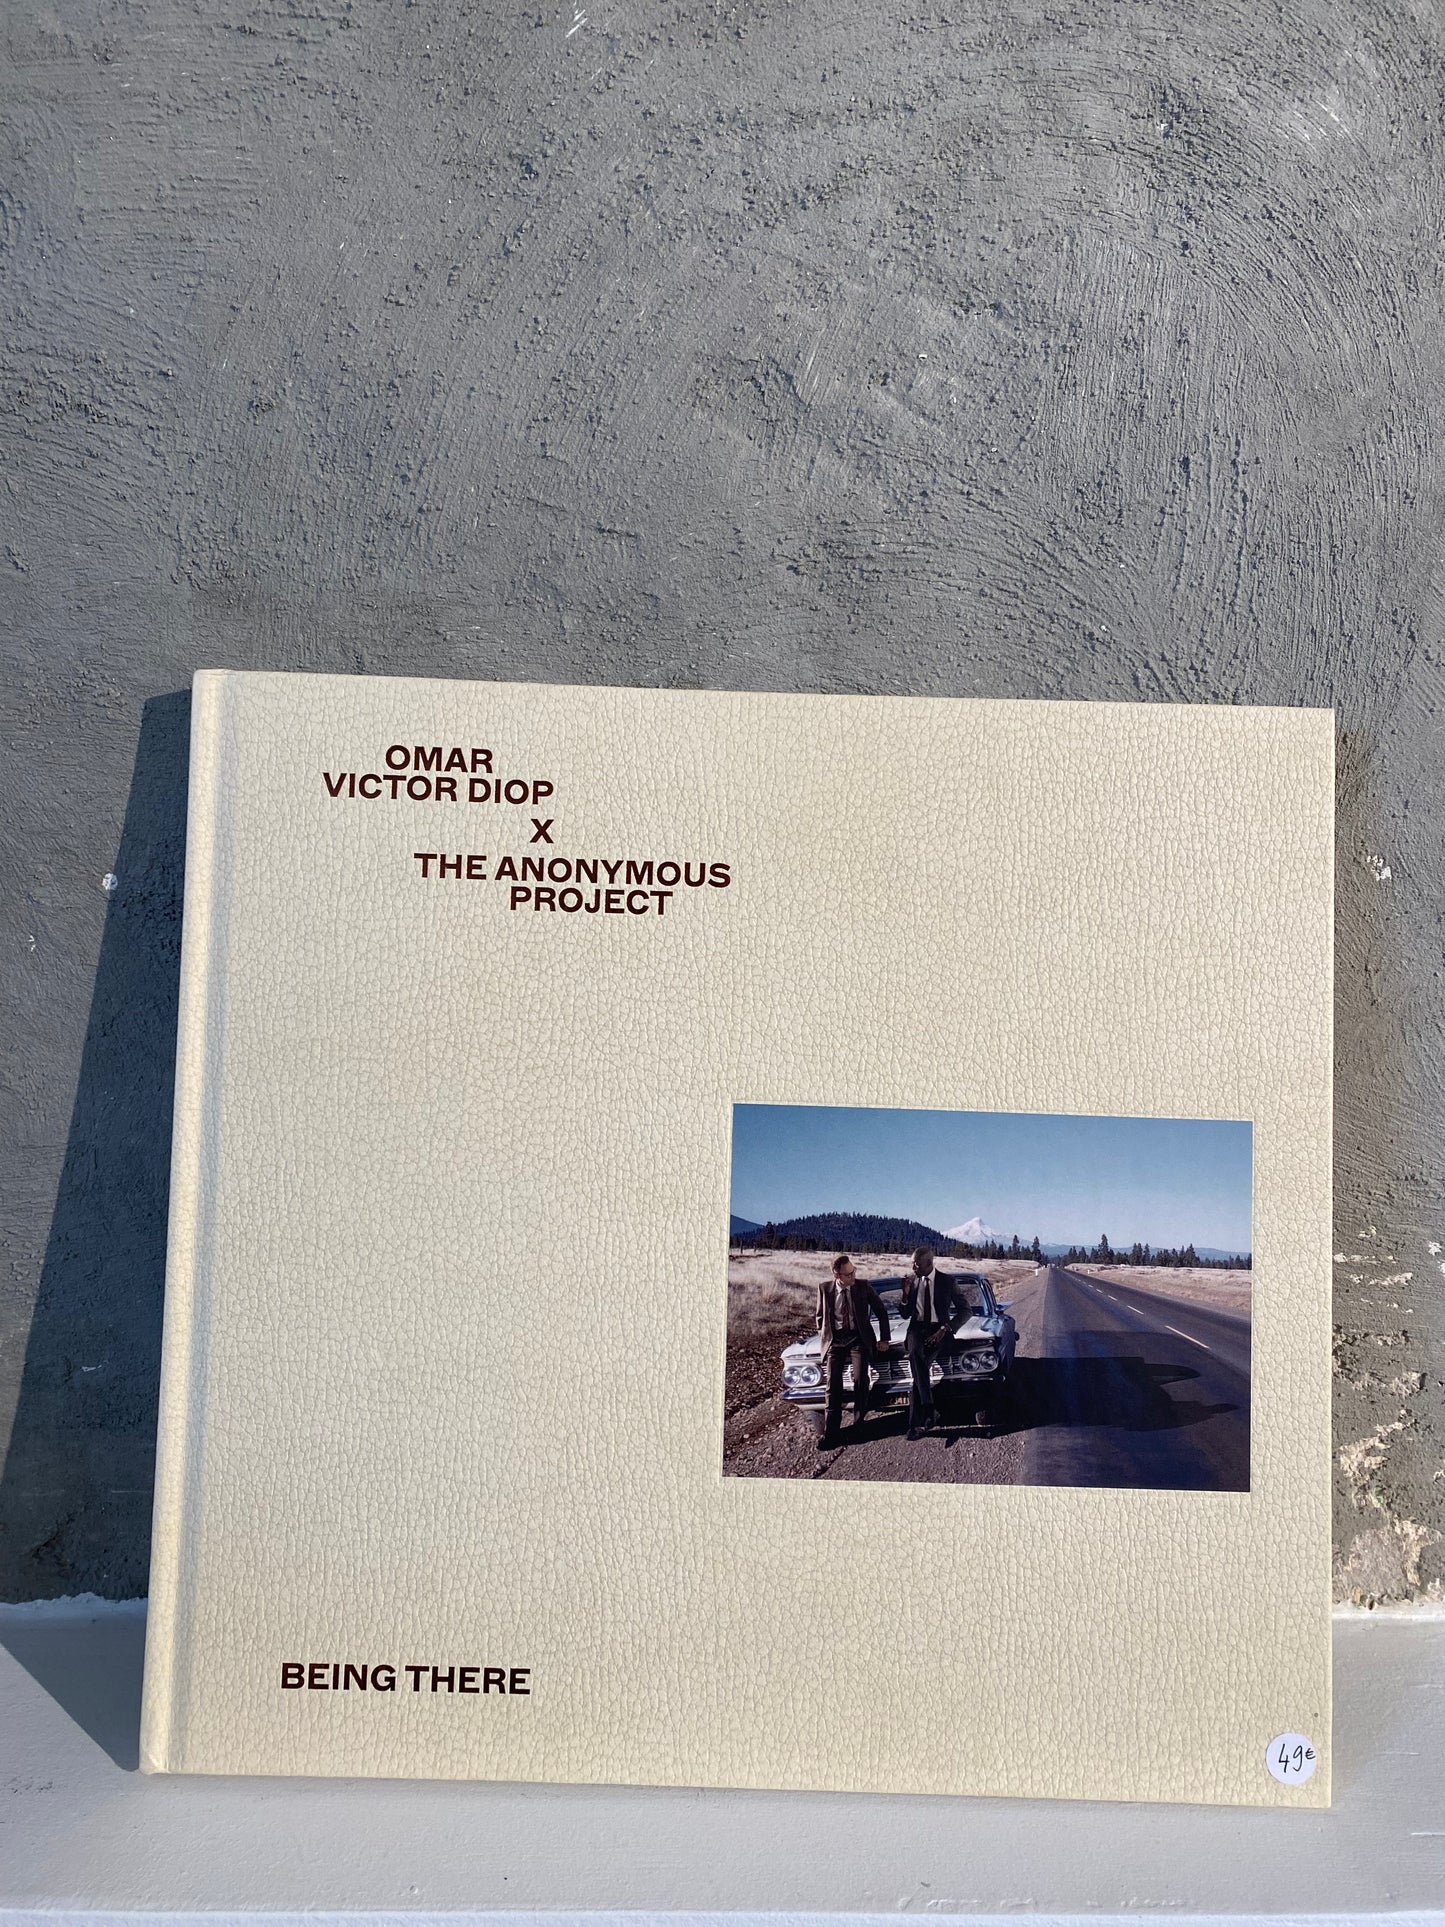 OMAR
VICTOR DIOP
X
THE ANONYMOUS
PROJECT
BEING THERE
49€